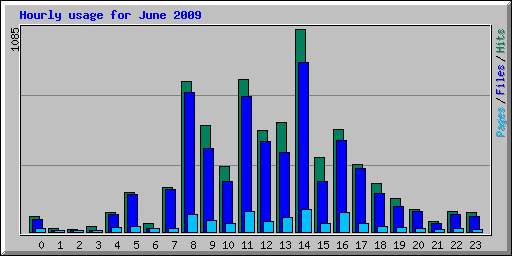 Hourly usage for June 2009
1085
Pages / Files / Hits
0 1 2 3 4 5 6 7 8 9 10 11 12 13 14 15 16 17 18 19 20 21 22 23